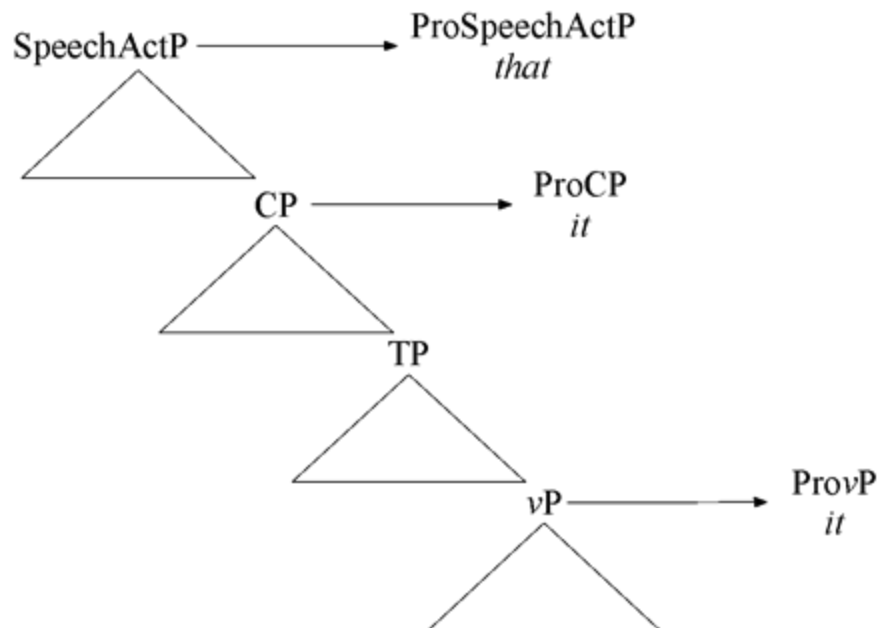 SpeechActP
ProSpeechActP
that
CP
ProCP
it
TP
vP
ProvP
it